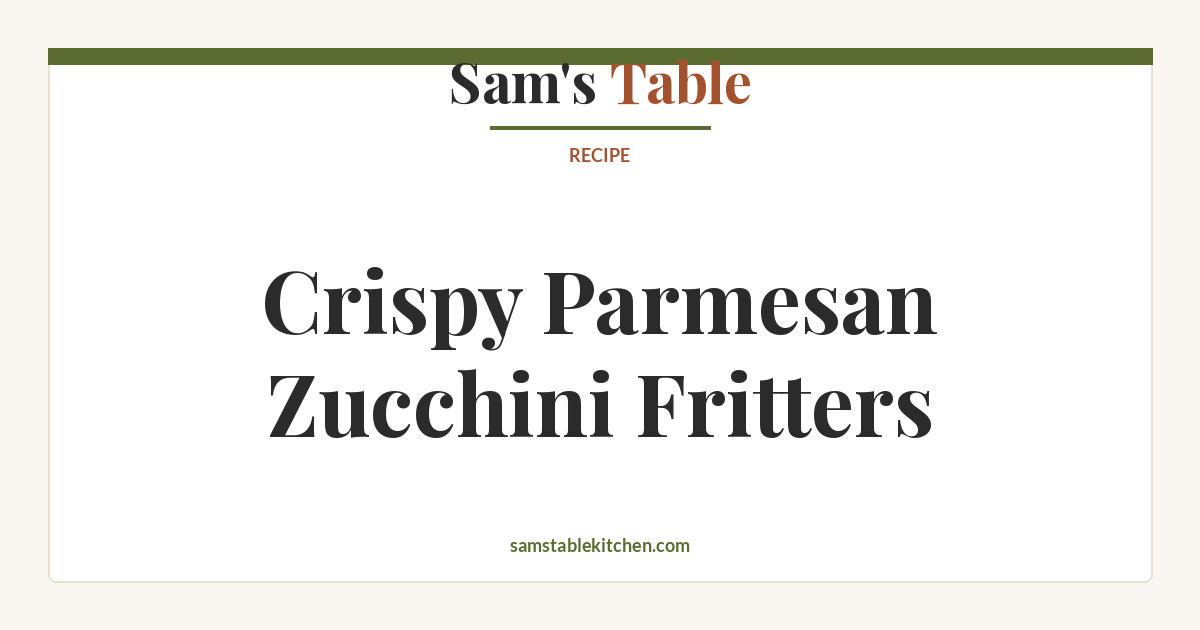 Sam's Table
RECIPE
Crispy Parmesan
Zucchini Fritters
samstablekitchen.com